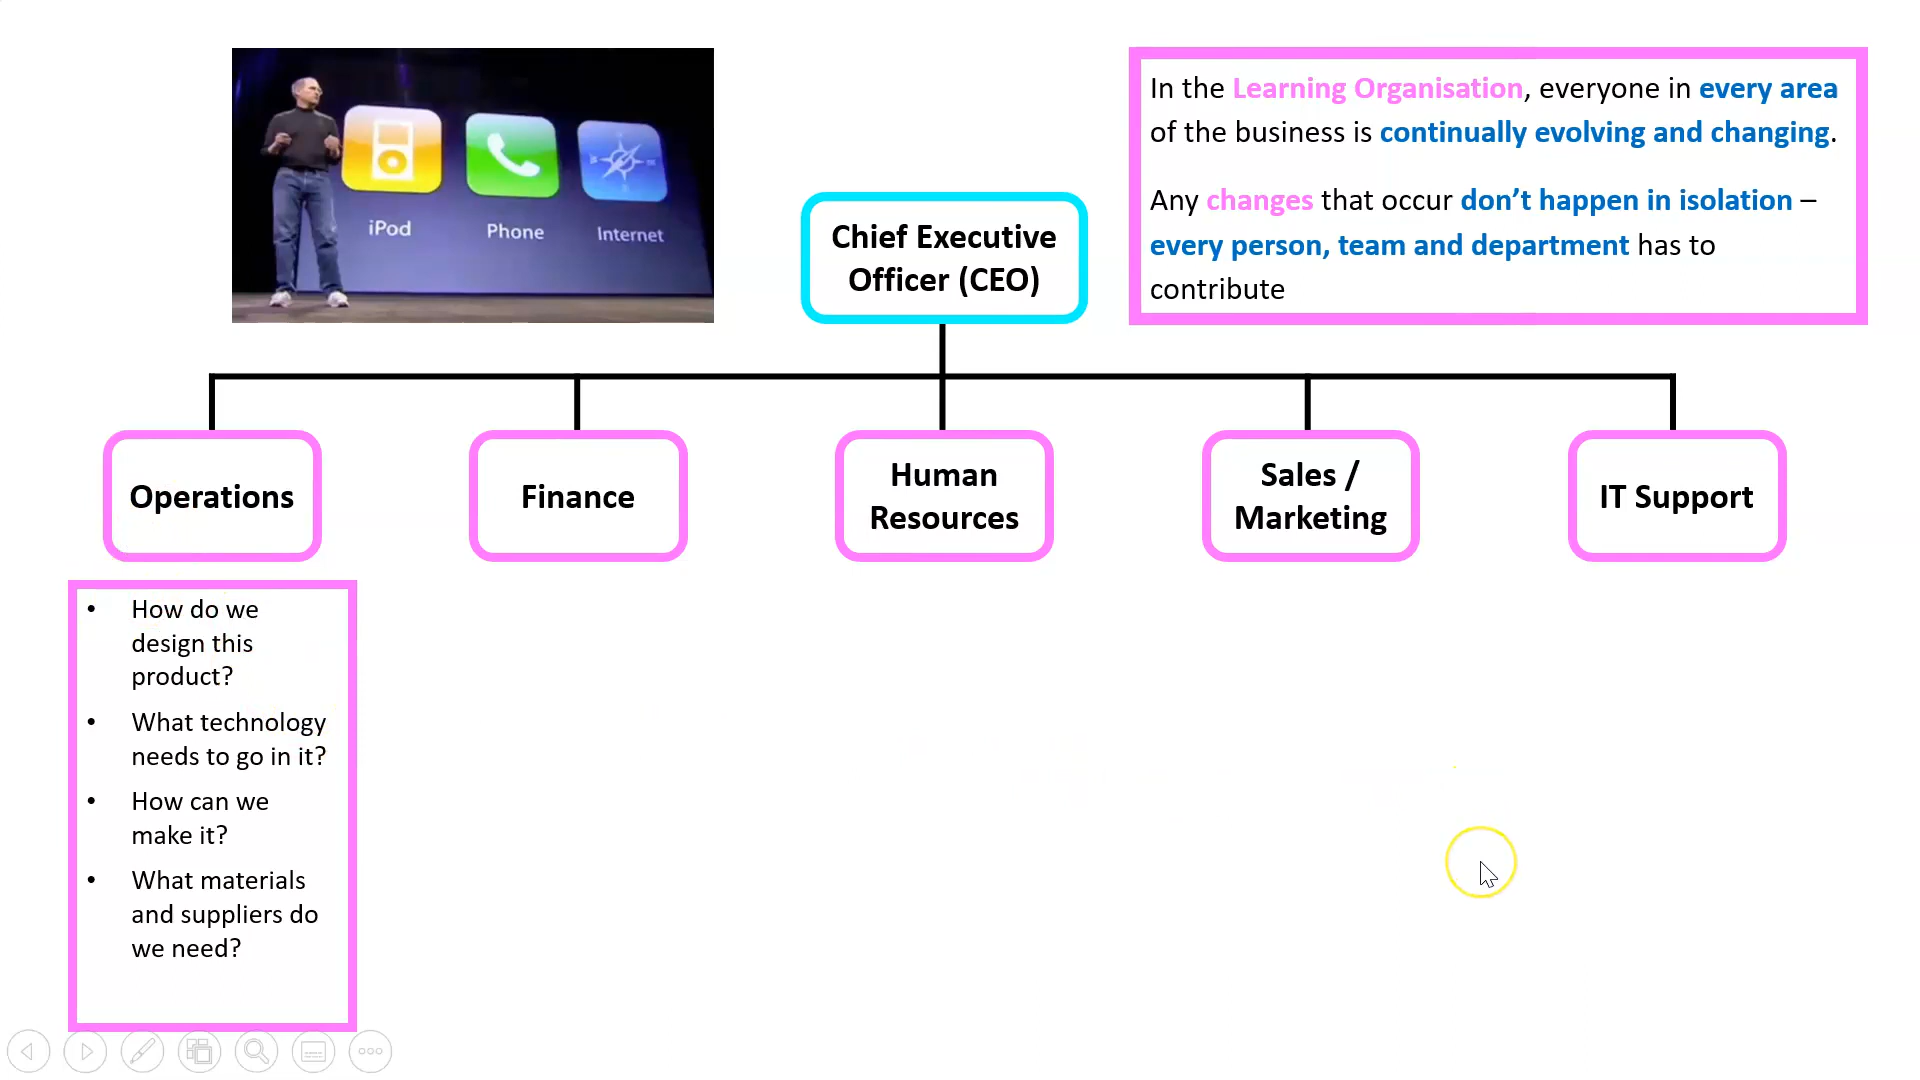 iPod
Phone
Internet
In the Learning Organisation, everyone in every area
of the business is continually evolving and changing.
Any changes that occur don’t happen in isolation –
every person, team and department has to
contribute
Chief Executive
Officer (CEO)
Operations
Finance
Human
Resources
Sales /
Marketing
IT Support
• How do we
design this
product?
• What technology
needs to go in it?
• How can we
make it?
• What materials
and suppliers do
we need?